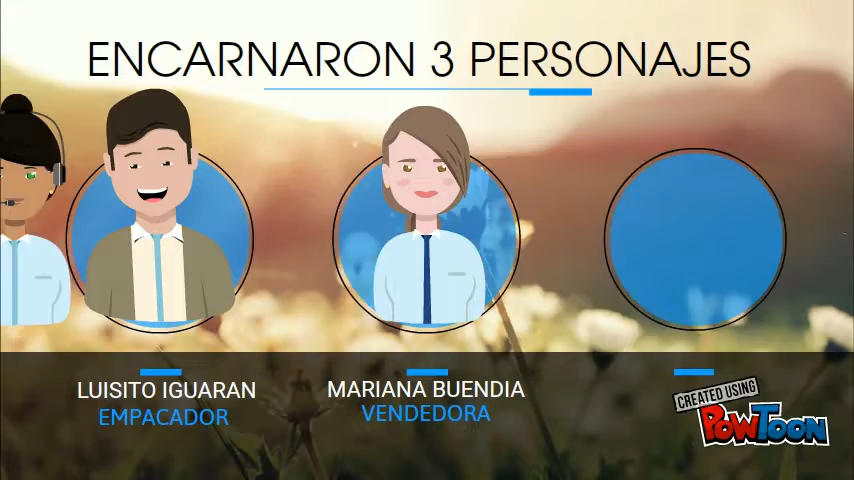 ENCARNARON 3 PERSONAJES
LUISITO IGUARAN
EMPACADOR
MARIANA BUENDIA
VENDEDORA
CREATED USING
POWTOON